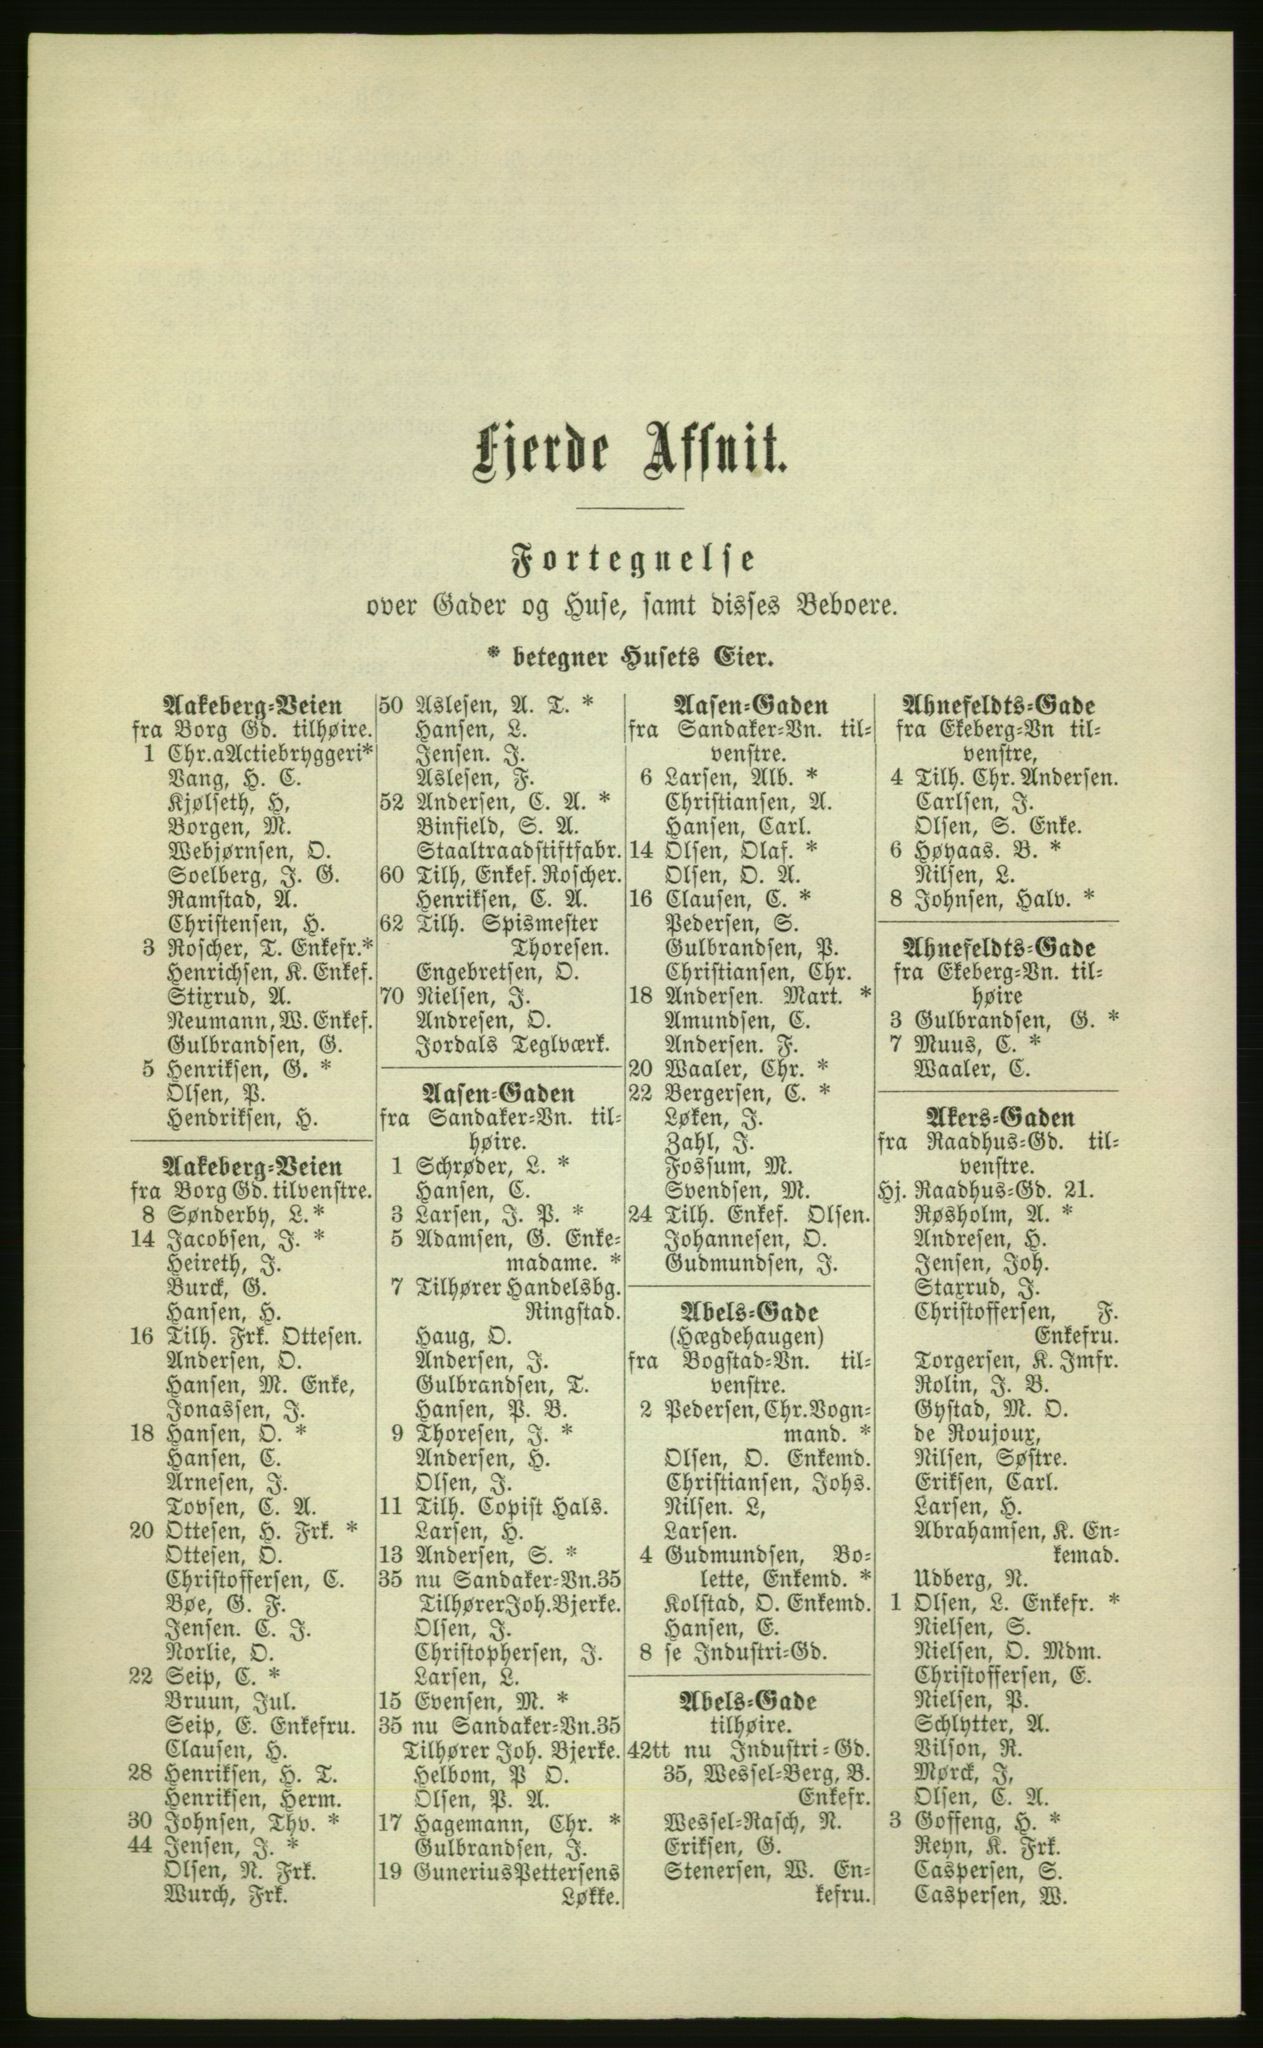 Fjerde Afsnit.
Fortegnelse
over Gader og Huse, samt disses Beboere.
* betegner Husets Eier.
Aakeberg-Veien
fra Borg Gd. tilhøire.
1 Chr.aActiebryggeri*
Vang, H. C.
Kjølseth, H,
Borgen, M.
Webjørnsen, O.
Soelberg, J. G.
Ramstad, A.
Christensen, H.
3 Roscher, T. Enkefr.*
Henrichsen, K. Enkef.
Stixrud, A.
Neumann, W. Enkef.
Gulbrandsen, G.
5 Henriksen, G. *
Olsen, P.
Hendriksen, H.
Aakeberg-Veien
fra Borg Gd. tilvenstre.
8 Sønderby, L.*
14 Jacobsen, J. *
Heireth, J.
Burck, G.
Hansen, H.
16 Tilh. Frk. Ottesen.
Andersen, O.
Hansen, M. Enke,
Jonassen, J.
18 Hansen, O. *
Hansen, C.
Arnesen, J.
Tovsen, C. A.
20 Ottesen, H. Frk. *
Ottesen, O.
Christoffersen, C.
Bøe, G. F.
Jensen. C. J.
Norlie, O.
22 Seip, C. *
Bruun, Jul.
Seip, E. Enkefru.
Clausen, H.
28 Henriksen, H. T.
Henriksen, Herm.
30 Johnsen, Thv. *
44 Jensen, J. *
Olsen, N. Frk.
Wurch, Frk.
50 Aslesen, A. T. *
Hansen, L.
Jensen. J.
Aslesen, F.
52 Andersen, C. A. *
Binfield, S. A.
Staaltraadstiftfabr.
60 Tilh, Enkef. Roscher.
Henriksen, C. A.
62 Tilh. Spismester
Thoresen.
Engebretsen, O.
70 Nielsen, J.
Andresen, O.
Jordals Teglværk.
Aasen-Gaden
fra Sandaker-Vn. til-
høire.
1 Schrøder, L. *
Hansen, C.
3 Larsen, J. P. *
5 Adamsen, G. Enke-
madame. *
7 Tilhører Handelsbg.
Ringstad.
Haug, O.
Andersen, J.
Gulbrandsen, T.
Hansen, P. B.
9 Thoresen, J. *
Andersen, H.
Olsen, J.
11 Tilh. Copist Hals.
Larsen, H.
13 Andersen, S. *
35 nu Sandaker-Vn.35
Tilhører Joh. Bjerke.
Olsen, J.
Christophersen, J.
Larsen, L.
15 Evensen, M. *
35 nu Sandaker-Vn.35
Tilhører Joh. Bjerke.
Helbom, P O.
Olsen, P. A.
17 Hagemann, Chr. *
Gulbrandsen, J.
19 Gunerius Pettersens
Løkke.
Aasen-Gaden
fra Sandaker-Vn. til-
venstre.
6 Larsen, Alb. *
Christiansen, A.
Hansen, Carl.
14 Olsen, Olaf. *
Olsen, O. A.
16 Clausen, C. *
Pedersen, S.
Gulbrandsen, P.
Christiansen, Chr.
18 Andersen. Mart. *
Amundsen, C.
Andersen. F.
20 Waaler, Chr. *
22 Bergersen, C. *
Løken, J.
Zahl, J.
Fossum, M.
Svendsen, M.
24 Tilh. Enkef. Olsen.
Johannesen, O.
Gudmundsen, J.
Abels-Gade
(Hægdehaugen)
fra Bogstad-Vn. til-
venstre.
2 Pedersen, Chr. Vogn-
mand. *
Olsen, O. Enkemd.
Christiansen, Johs.
Nilsen. L,
Larsen.
4 Gudmundsen, Bo-
lette, Enkemd. *
Kolstad, O. Enkemd.
Hansen, E.
8 se Industri-Gd.
Abels-Gade
tilhøire.
42tt nu Industri-Gd.
35, Wessel-Berg, B.
Enkefr.
Wessel-Rasch, N.
Eriksen, G.
Stenersen, W. En-
kefru.
Ahnefeldts-Gade
fra Ekeberg-Vn til-
venstre,
4 Tilh. Chr. Andersen.
Carlsen, J.
Olsen, S. Enke.
6 Høyaas. B. *
Nilsen, L.
8 Johnsen, Halv. *
Ahnefeldts-Gade
fra Ekeberg-Vn. til-
høire
3 Gulbrandsen, G. *
7 Muus, C. *
Waaler, C.
Akers-Gaden
fra Raadhus-Gd. til-
venstre.
Hj. Raadhus-Gd. 21.
Røsholm, A. *
Andresen, H.
Jensen, Joh.
Staxrud, J.
Christoffersen, F.
Enkefru.
Torgersen, K. Jmfr.
Rolin, J. B.
Gystad, M. O.
de Roujoux,
Nilsen, Søstre.
Eriksen, Carl.
Larsen, H.
Abrahamsen, K. En-
kemad.
Udberg, N.
1 Olsen, L. Enkefr. *
Nielsen, S.
Nielsen, O. Mdm.
Christoffersen, E.
Nielsen, P.
Schlytter, A.
Vilson, R.
Mørck, J,
Olsen, C. A.
3 Goffeng, H. *
Reyn, K. Frk.
Caspersen, S.
Caspersen, W.